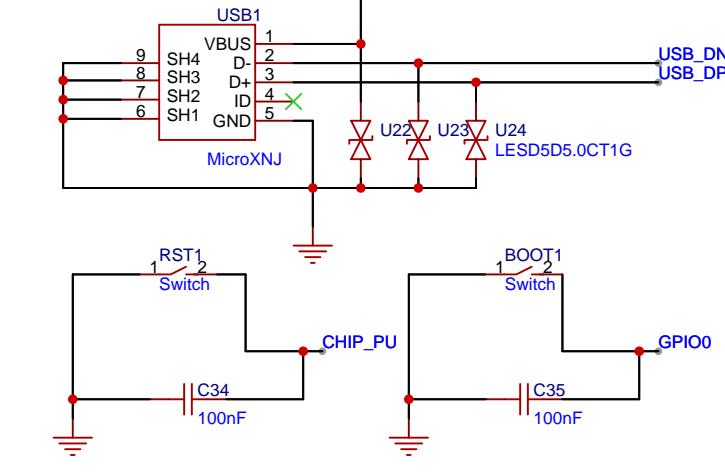 USB1
VBUS 1
9 SH4 D- 2 USB_DN
8 SH3 D+ 3 USB_DP
7 SH2 ID 4
6 SH1 GND 5
U22 U23 U24
LESD5D5.0CT1G
MicroXNJ
RST1 BOOT1
1 2 1 2
Switch Switch
CHIP_PU GPIO0
C34 C35
100nF 100nF